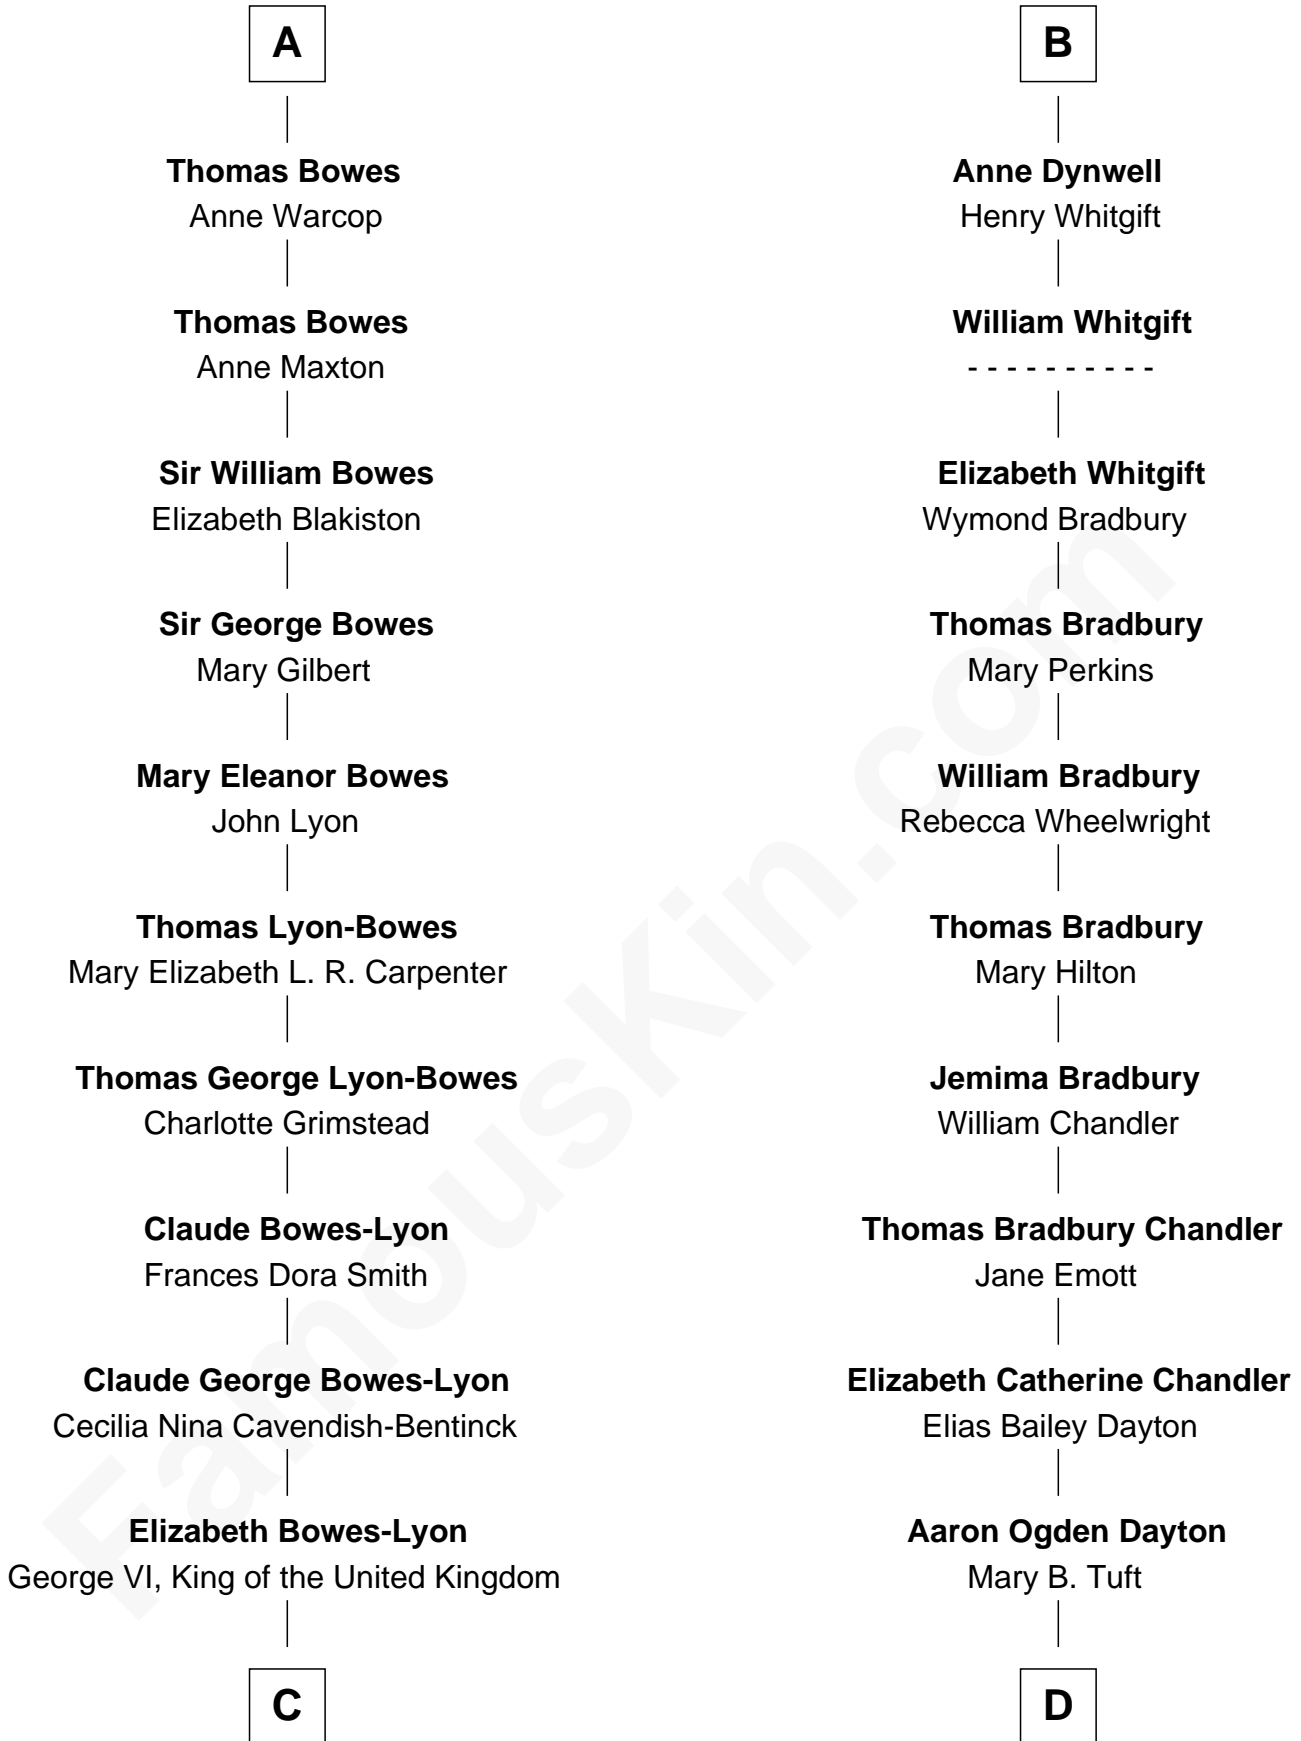 A
Thomas Bowes
Anne Warcop
Thomas Bowes
Anne Maxton
Sir William Bowes
Elizabeth Blakiston
Sir George Bowes
Mary Gilbert
Mary Eleanor Bowes
John Lyon
Thomas Lyon-Bowes
Mary Elizabeth L. R. Carpenter
Thomas George Lyon-Bowes
Charlotte Grimstead
Claude Bowes-Lyon
Frances Dora Smith
Claude George Bowes-Lyon
Cecilia Nina Cavendish-Bentinck
Elizabeth Bowes-Lyon
George VI, King of the United Kingdom
C
B
Anne Dynwell
Henry Whitgift
William Whitgift
- - - - - - - - - -
Elizabeth Whitgift
Wymond Bradbury
Thomas Bradbury
Mary Perkins
William Bradbury
Rebecca Wheelwright
Thomas Bradbury
Mary Hilton
Jemima Bradbury
William Chandler
Thomas Bradbury Chandler
Jane Emott
Elizabeth Catherine Chandler
Elias Bailey Dayton
Aaron Ogden Dayton
Mary B. Tuft
D
FamousKin.com